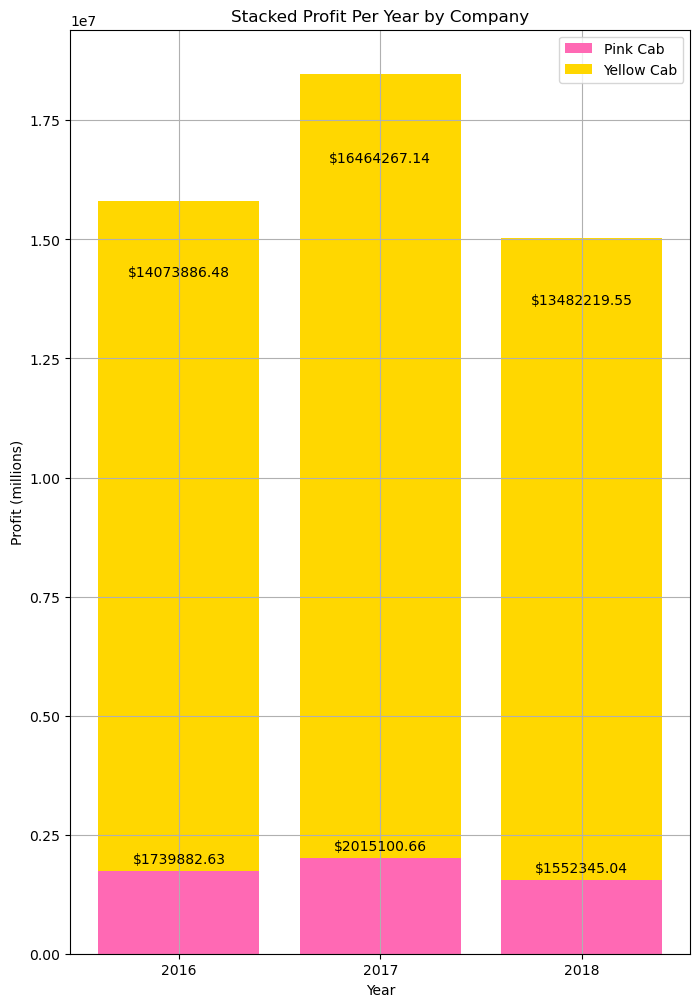 Stacked Profit Per Year by Company
1e7
Pink Cab
Yellow Cab
1.75
$16464267.14
1.50
$14073886.48
$13482219.55
1.25
1.00
Profit (millions)
0.75
0.50
0.25
$1739882.63
$2015100.66
$1552345.04
0.00
2016
2017
2018
Year